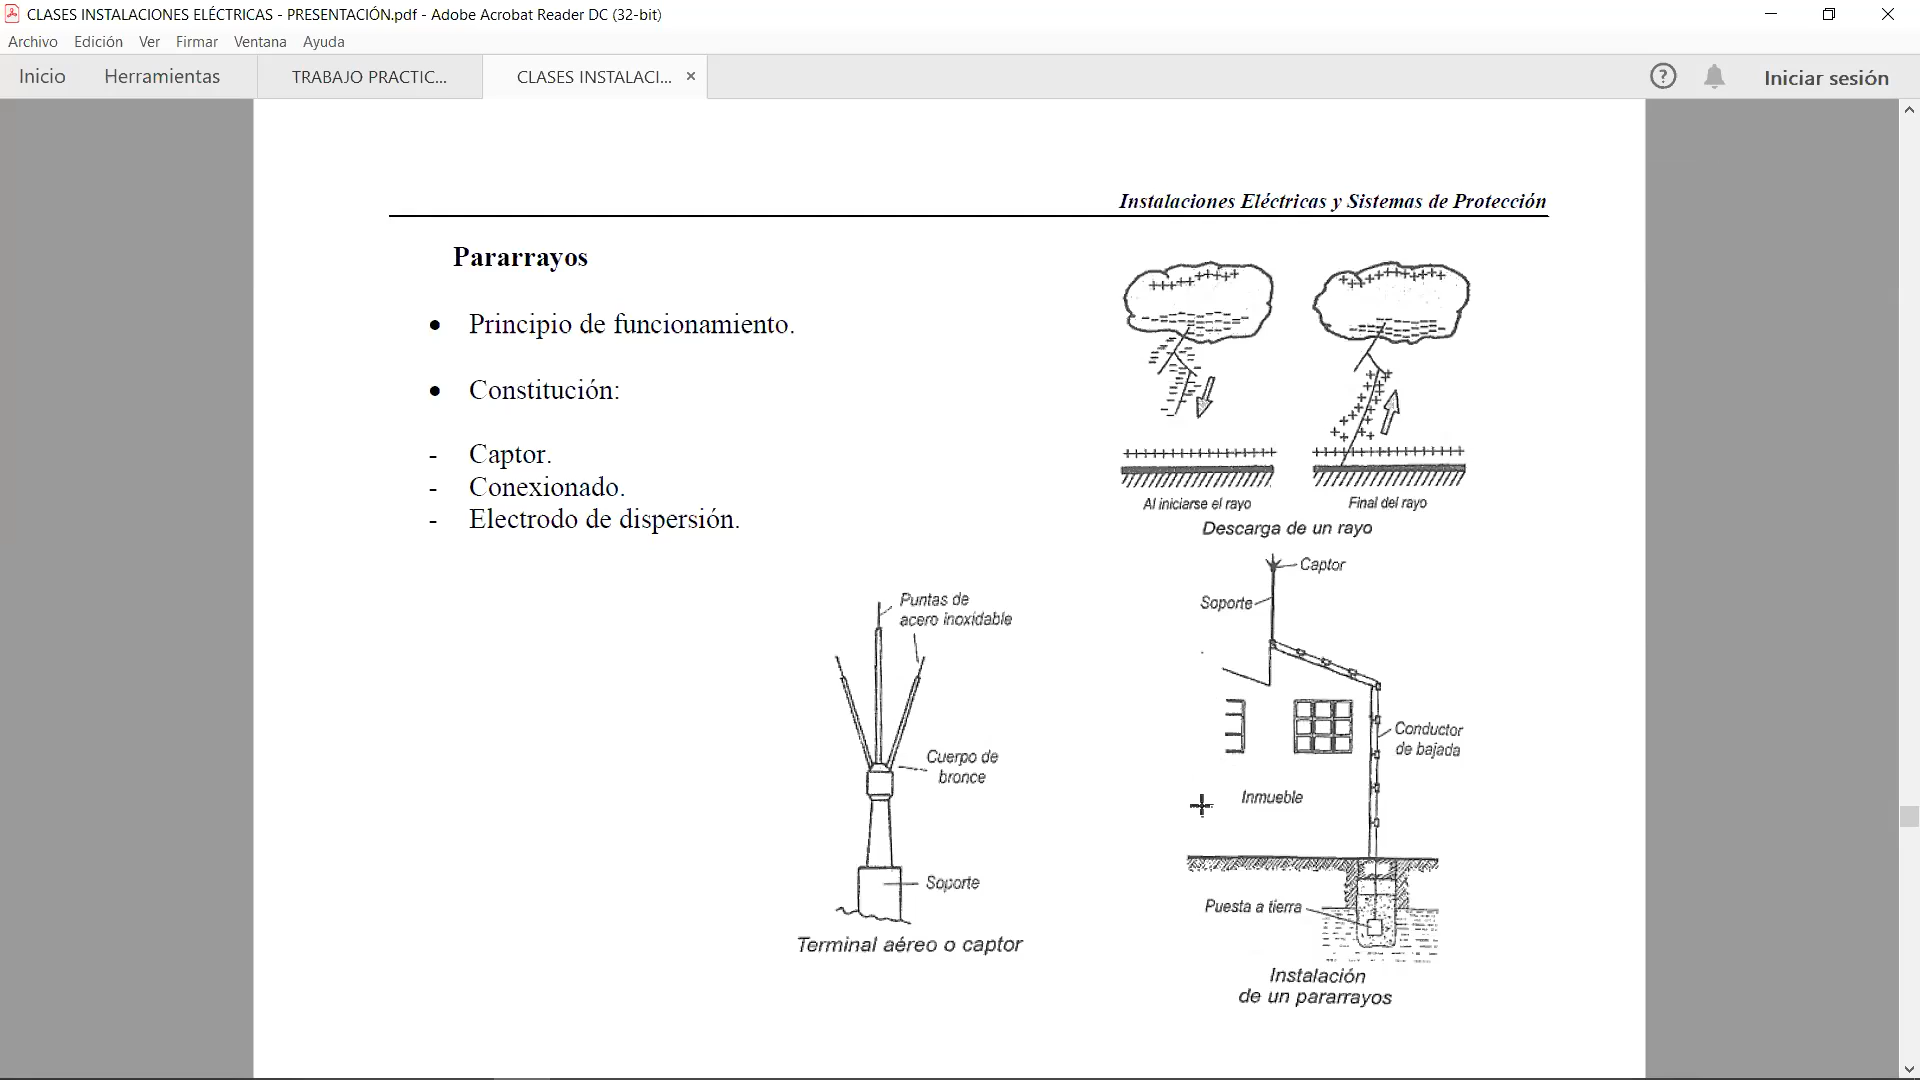 CLASES INSTALACIONES ELÉCTRICAS - PRESENTACIÓN.pdf - Adobe Acrobat Reader DC (32-bit)
Archivo Edición Ver Firmar Ventana Ayuda
Inicio Herramientas TRABAJO PRACTIC... CLASES INSTALACI... × Iniciar sesión
Instalaciones Eléctricas y Sistemas de Protección
Pararrayos
• Principio de funcionamiento.
• Constitución:
- Captor.
- Conexionado.
- Electrodo de dispersión.
Al iniciarse el rayo
Final del rayo
Descarga de un rayo
Puntas de
acero inoxidable
Cuerpo de
bronce
Soporte
Terminal aéreo o captor
Captor
Soporte
Conductor
de bajada
Inmueble
Puesta a tierra
Instalación
de un pararrayos